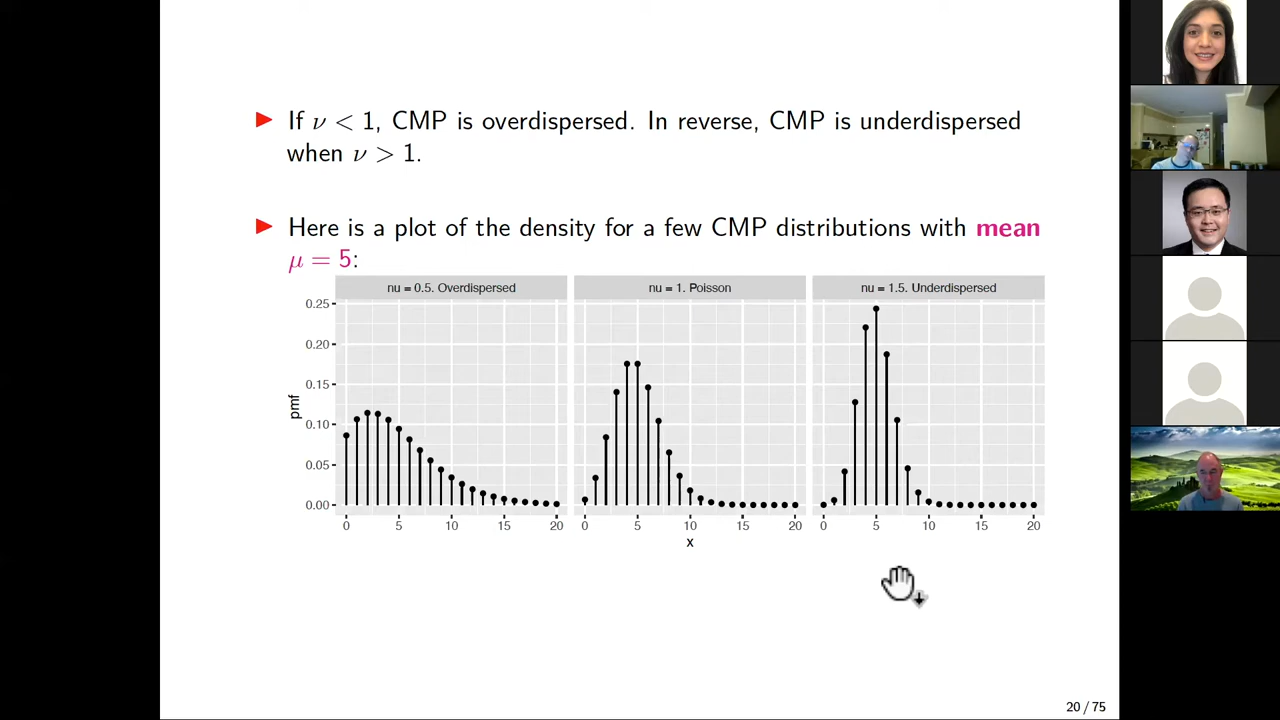 If ν < 1, CMP is overdispersed. In reverse, CMP is underdispersed
when ν > 1.
Here is a plot of the density for a few CMP distributions with mean
μ = 5:
nu = 0.5. Overdispersed
nu = 1. Poisson
nu = 1.5. Underdispersed
0.25
0.20
0.15
0.10
0.05
0.00
pmf
0 5 10 15 20
0 5 10 15 20
0 5 10 15 20
x
20 / 75